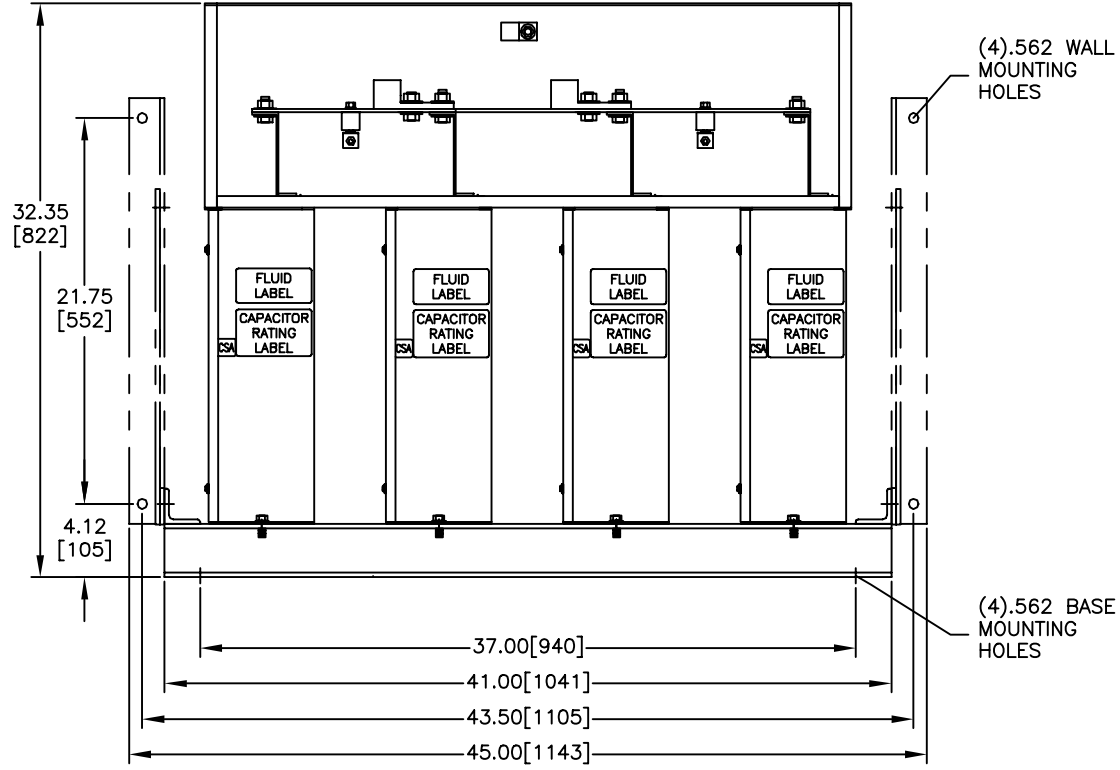 (4).562 WALL
MOUNTING
HOLES
32.35
[822]
21.75
[552]
4.12
[105]
FLUID
LABEL
CAPACITOR
RATING
LABEL
CSA
FLUID
LABEL
CAPACITOR
RATING
LABEL
CSA
FLUID
LABEL
CAPACITOR
RATING
LABEL
CSA
FLUID
LABEL
CAPACITOR
RATING
LABEL
CSA
(4).562 BASE
MOUNTING
HOLES
37.00[940]
41.00[1041]
43.50[1105]
45.00[1143]